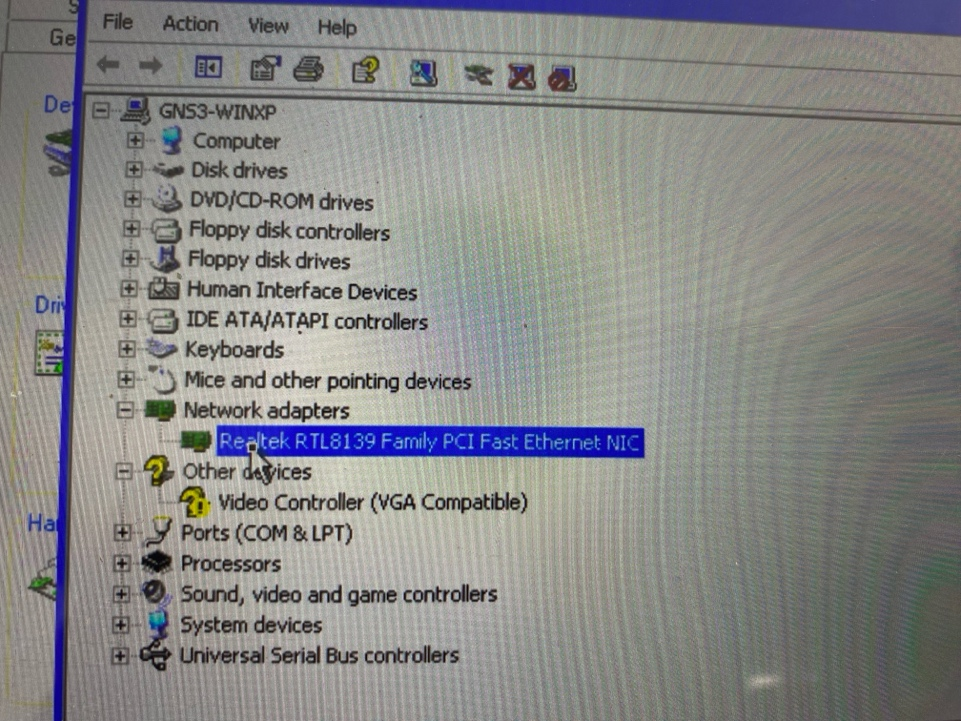 File Action View Help
Ge
De
GNS3-WINXP
Computer
Disk drives
DVD/CD-ROM drives
Floppy disk controllers
Floppy disk drives
Human Interface Devices
Driv
IDE ATA/ATAPI controllers
Keyboards
Mice and other pointing devices
Network adapters
Realtek RTL8139 Family PCI Fast Ethernet NIC
Other devices
Video Controller (VGA Compatible)
Ha
Ports (COM & LPT)
Processors
Sound, video and game controllers
System devices
Universal Serial Bus controllers